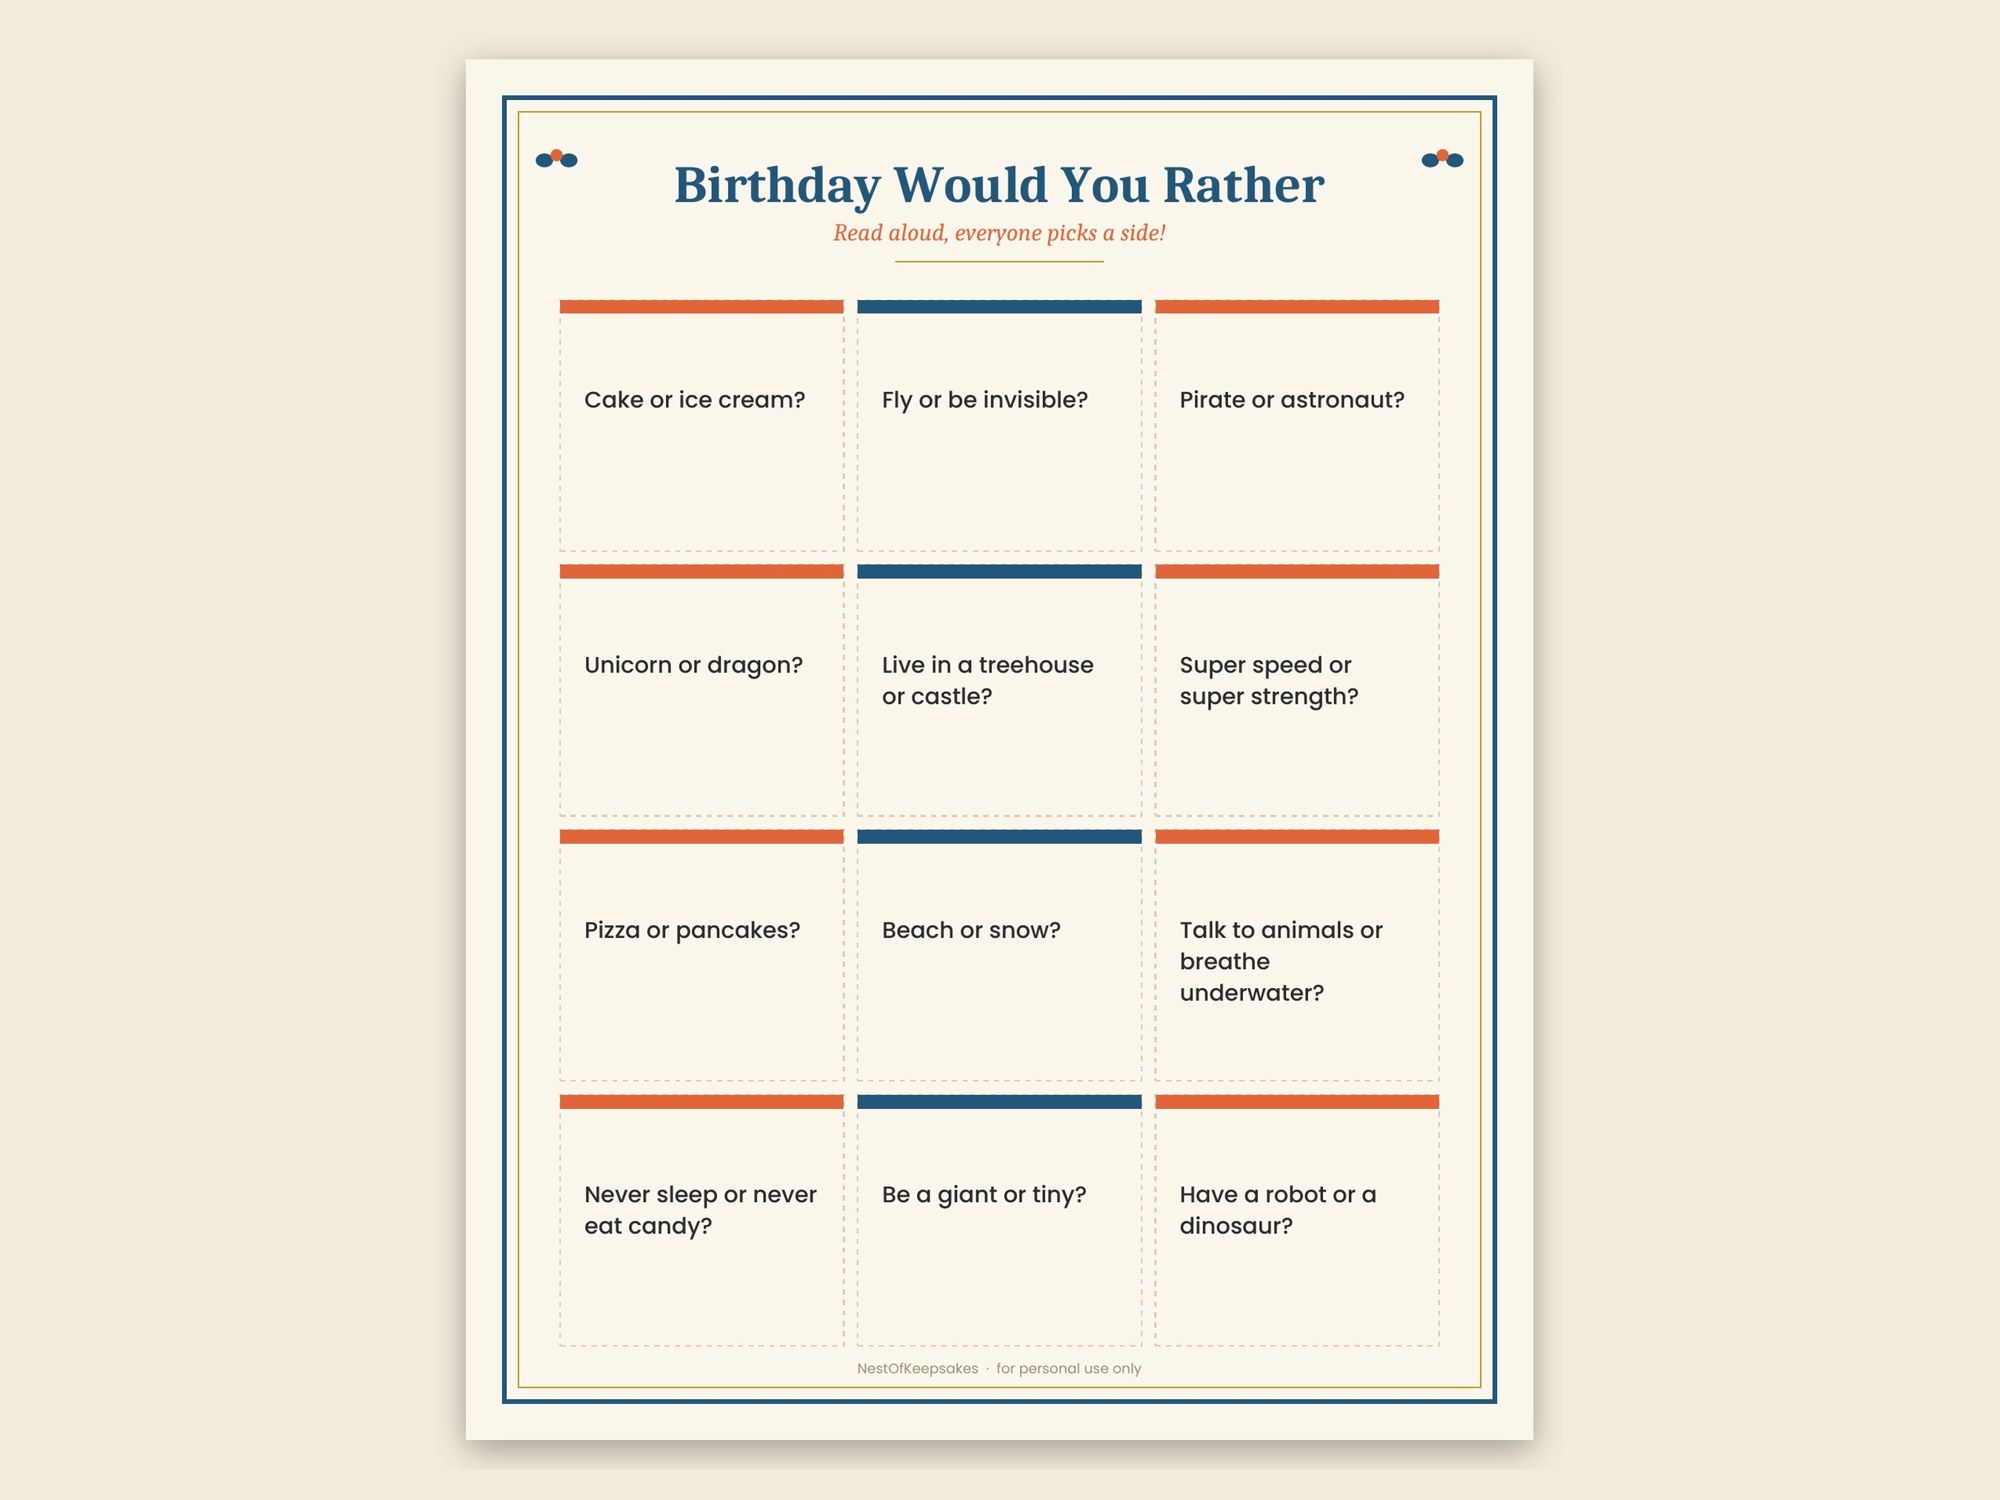 Birthday Would You Rather
Read aloud, everyone picks a side!
Cake or ice cream?
Fly or be invisible?
Pirate or astronaut?
Unicorn or dragon?
Live in a treehouse
or castle?
Super speed or
super strength?
Pizza or pancakes?
Beach or snow?
Talk to animals or
breathe
underwater?
Never sleep or never
eat candy?
Be a giant or tiny?
Have a robot or a
dinosaur?
NestOfKeepsakes · for personal use only